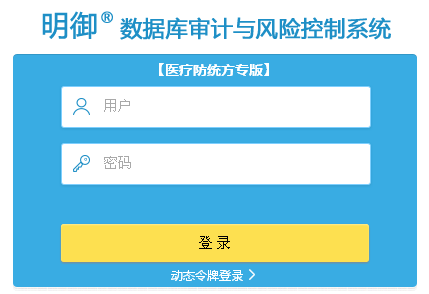 明御® 数据库审计与风险控制系统
【医疗防统方专版】
用户
密码
登 录
动态令牌登录 >